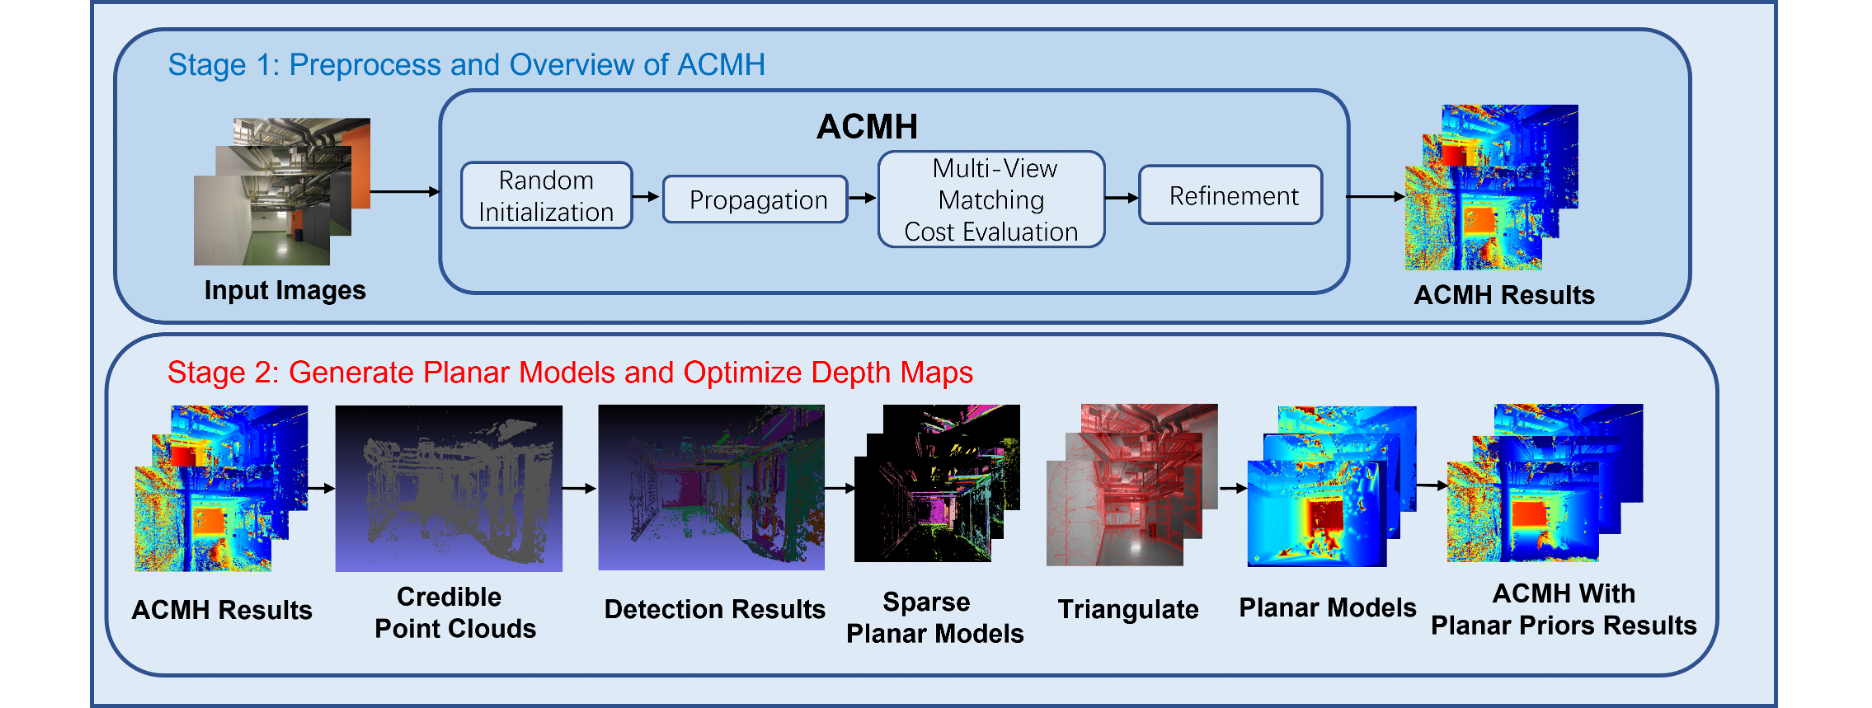 Stage 1: Preprocess and Overview of ACMH
ACMH
Random
Initialization
Propagation
Multi-View
Matching
Cost Evaluation
Refinement
Input Images
ACMH Results
Stage 2: Generate Planar Models and Optimize Depth Maps
ACMH Results
Credible
Point Clouds
Detection Results
Sparse
Planar Models
Triangulate
Planar Models
ACMH With
Planar Priors Results